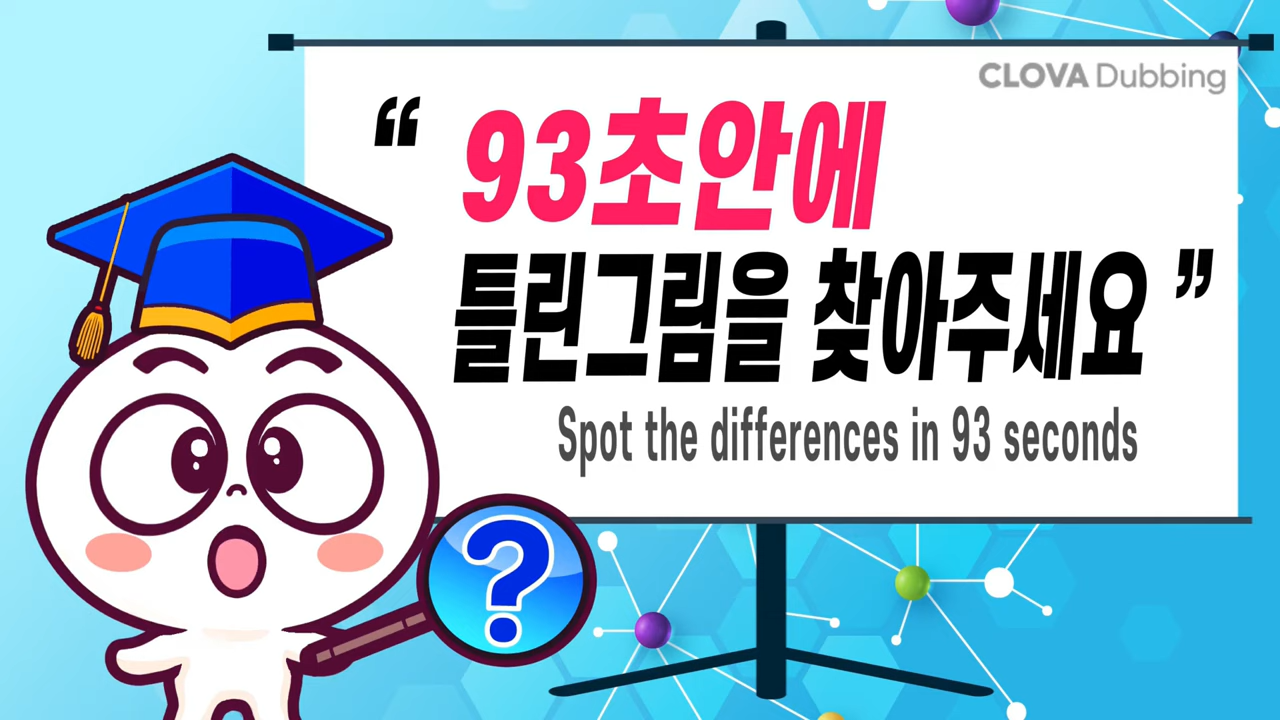 CLOVA Dubbing
“ 93초안에
틀린그림을 찾아주세요 ”
Spot the differences in 93 seconds
?